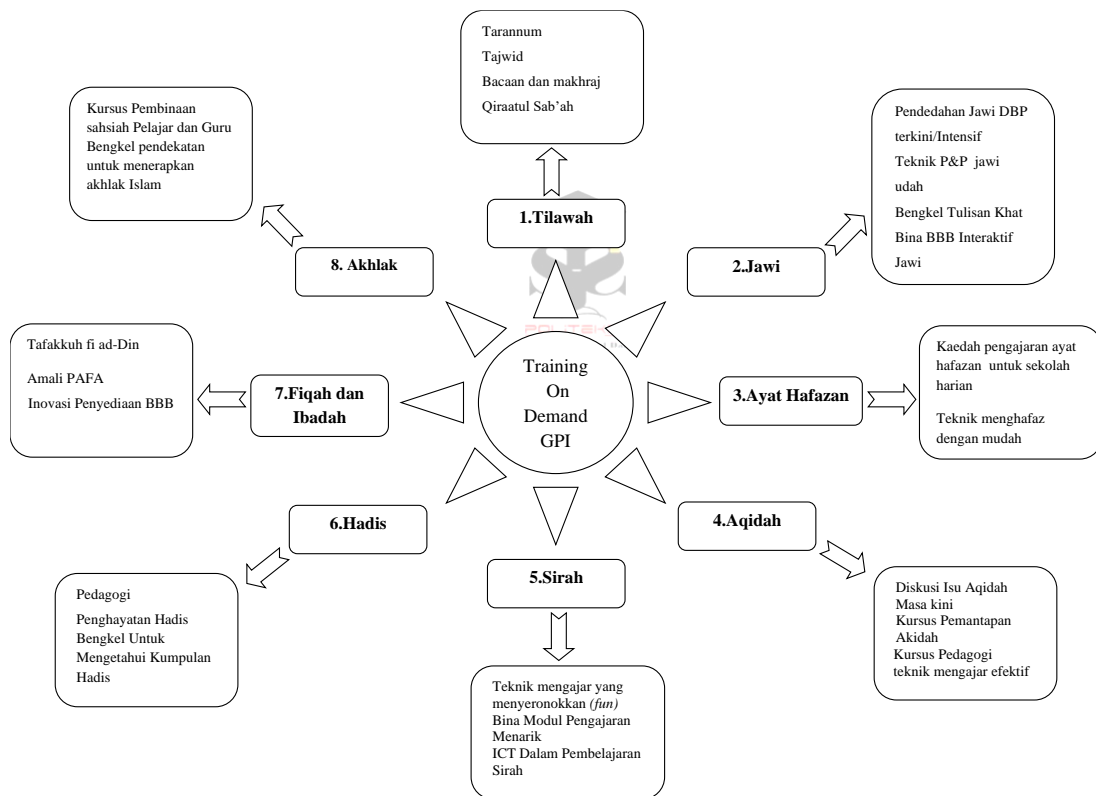 Tarannum
Tajwid
Bacaan dan makhraj
Qiraatul Sab'ah
1.Tilawah
Pendedahan Jawi DBP
terkini/Intensif
Teknik P&P jawi
udah
Bengkel Tulisan Khat
Bina BBB Interaktif
Jawi
2.Jawi
Kaedah pengajaran ayat
hafazan untuk sekolah
harian
Teknik menghafaz
dengan mudah
3.Ayat Hafazan
Diskusi Isu Aqidah
Masa kini
Kursus Pemantapan
Akidah
Kursus Pedagogi
teknik mengajar efektif
4.Aqidah
5.Sirah
Teknik mengajar yang
menyeronokkan (fun)
Bina Modul Pengajaran
Menarik
ICT Dalam Pembelajaran
Sirah
6.Hadis
Pedagogi
Penghayatan Hadis
Bengkel Untuk
Mengetahui Kumpulan
Hadis
7.Fiqah dan
Ibadah
Tafakkuh fi ad-Din
Amali PAFA
Inovasi Penyediaan BBB
8. Akhlak
Kursus Pembinaan
sahsiah Pelajar dan Guru
Bengkel pendekatan
untuk menerapkan
akhlak Islam
Training
On
Demand
GPI